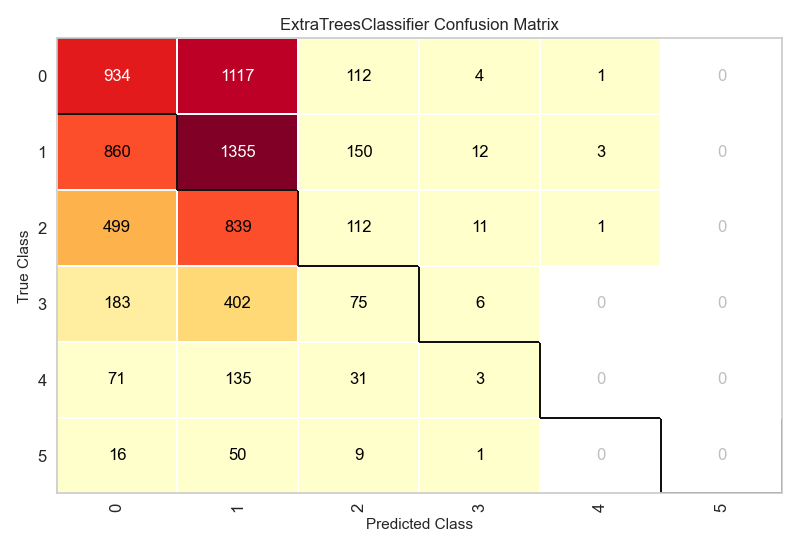 ExtraTreesClassifier Confusion Matrix
True Class
0 934 1117 112 4 1 0
1 860 1355 150 12 3 0
2 499 839 112 11 1 0
3 183 402 75 6 0 0
4 71 135 31 3 0 0
5 16 50 9 1 0 0
0 1 2 3 4 5
Predicted Class